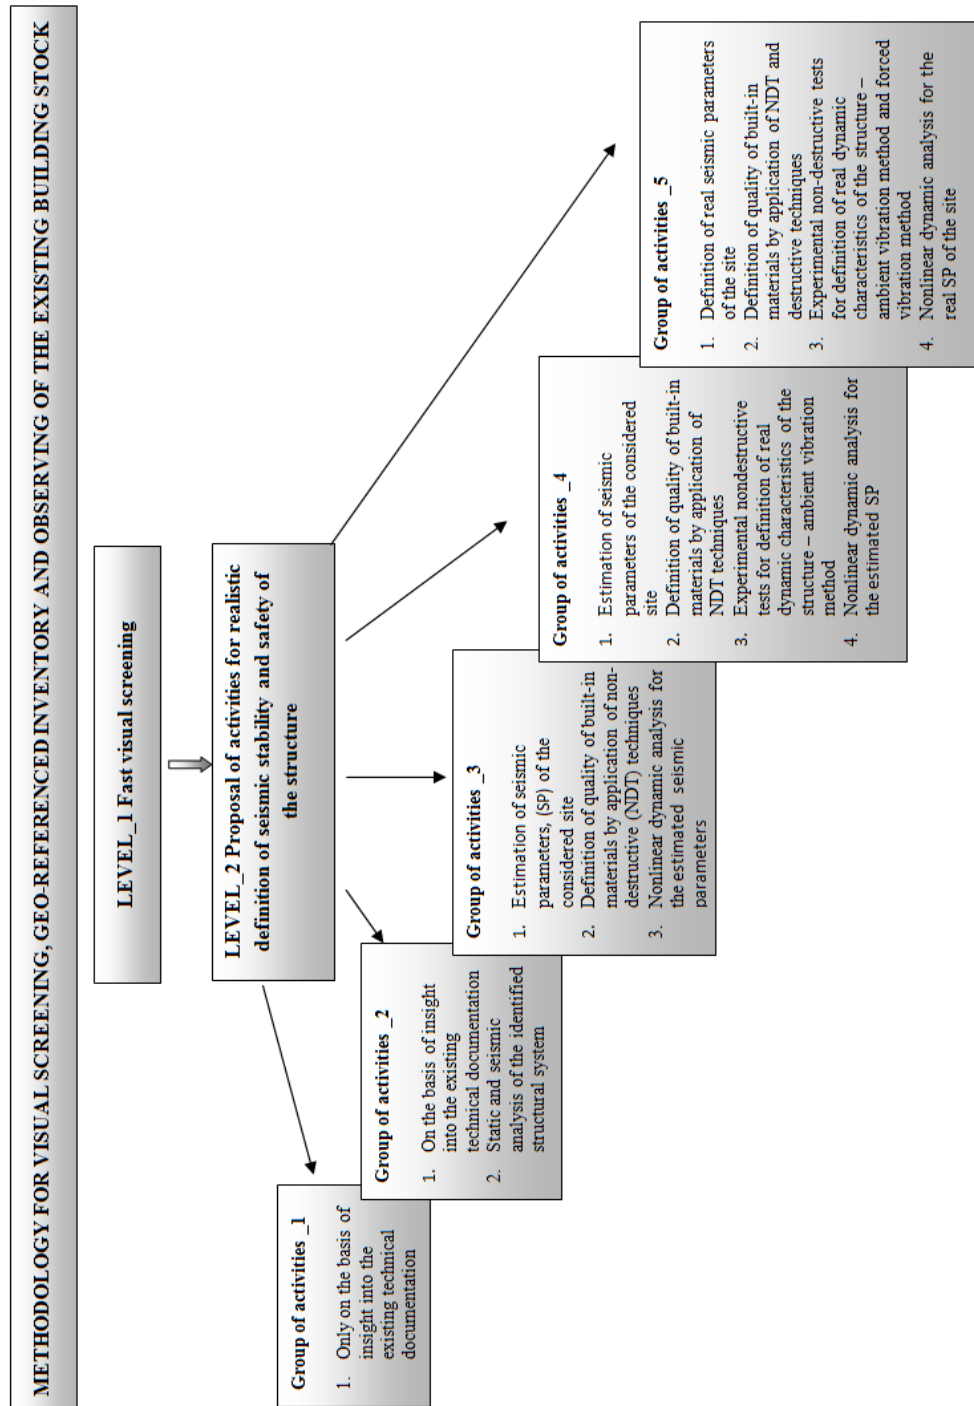 METHODOLOGY FOR VISUAL SCREENING, GEO-REFERENCED INVENTORY AND OBSERVING OF THE EXISTING BUILDING STOCK
LEVEL_1 Fast visual screening
LEVEL_2 Proposal of activities for realistic
definition of seismic stability and safety of
the structure
Group of activities _1
1. Only on the basis of
insight into the
existing technical
documentation
Group of activities _2
1. On the basis of insight
into the existing
technical documentation
2. Static and seismic
analysis of the identified
structural system
Group of activities _3
1. Estimation of seismic
parameters, (SP) of the
considered site
2. Definition of quality of built-in
materials by application of non-
destructive (NDT) techniques
3. Nonlinear dynamic analysis for
the estimated seismic
parameters
Group of activities _4
1. Estimation of seismic
parameters of the considered
site
2. Definition of quality of built-in
materials by application of
NDT techniques
3. Experimental nondestructive
tests for definition of real
dynamic characteristics of the
structure – ambient vibration
method
4. Nonlinear dynamic analysis for
the estimated SP
Group of activities _5
1. Definition of real seismic parameters
of the site
2. Definition of quality of built-in
materials by application of NDT and
destructive techniques
3. Experimental non-destructive tests
for definition of real dynamic
characteristics of the structure –
ambient vibration method and forced
vibration method
4. Nonlinear dynamic analysis for the
real SP of the site